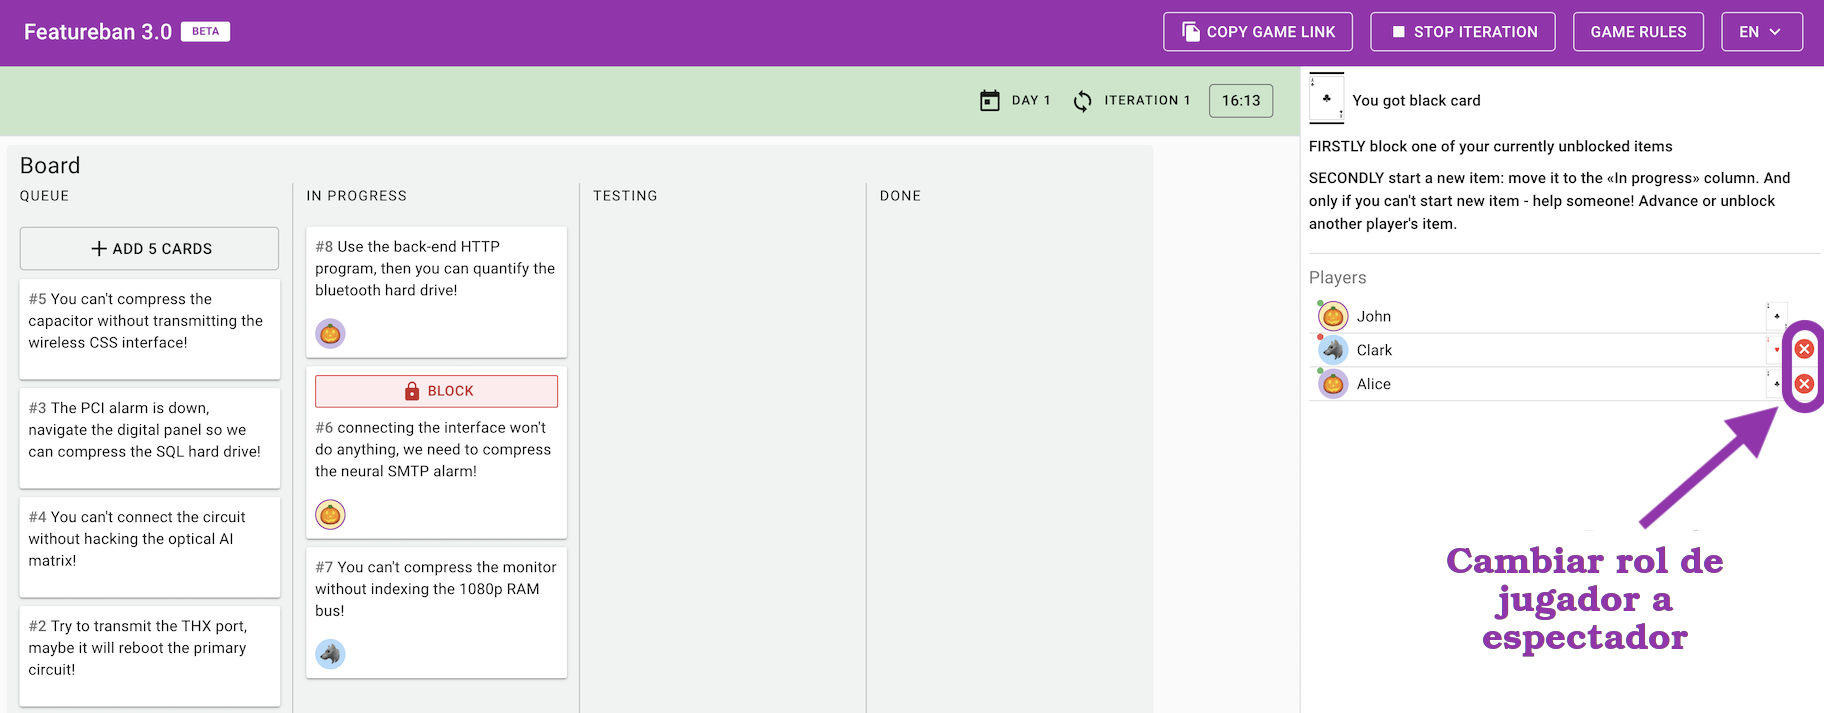 Featureban 3.0 BETA
COPY GAME LINK
STOP ITERATION
GAME RULES
EN
DAY 1
ITERATION 1
16:13
Board
QUEUE
ADD 5 CARDS
#5 You can't compress the
capacitor without transmitting the
wireless CSS interface!
#3 The PCI alarm is down,
navigate the digital panel so we
can compress the SQL hard drive!
#4 You can't connect the circuit
without hacking the optical AI
matrix!
#2 Try to transmit the THX port,
maybe it will reboot the primary
circuit!
IN PROGRESS
#8 Use the back-end HTTP
program, then you can quantify the
bluetooth hard drive!
BLOCK
#6 connecting the interface won't
do anything, we need to compress
the neural SMTP alarm!
#7 You can't compress the monitor
without indexing the 1080p RAM
bus!
TESTING
DONE
You got black card
FIRSTLY block one of your currently unblocked items
SECONDLY start a new item: move it to the «In progress» column. And
only if you can't start new item - help someone! Advance or unblock
another player's item.
Players
John
Clark
Alice
Cambiar rol de
jugador a
espectador